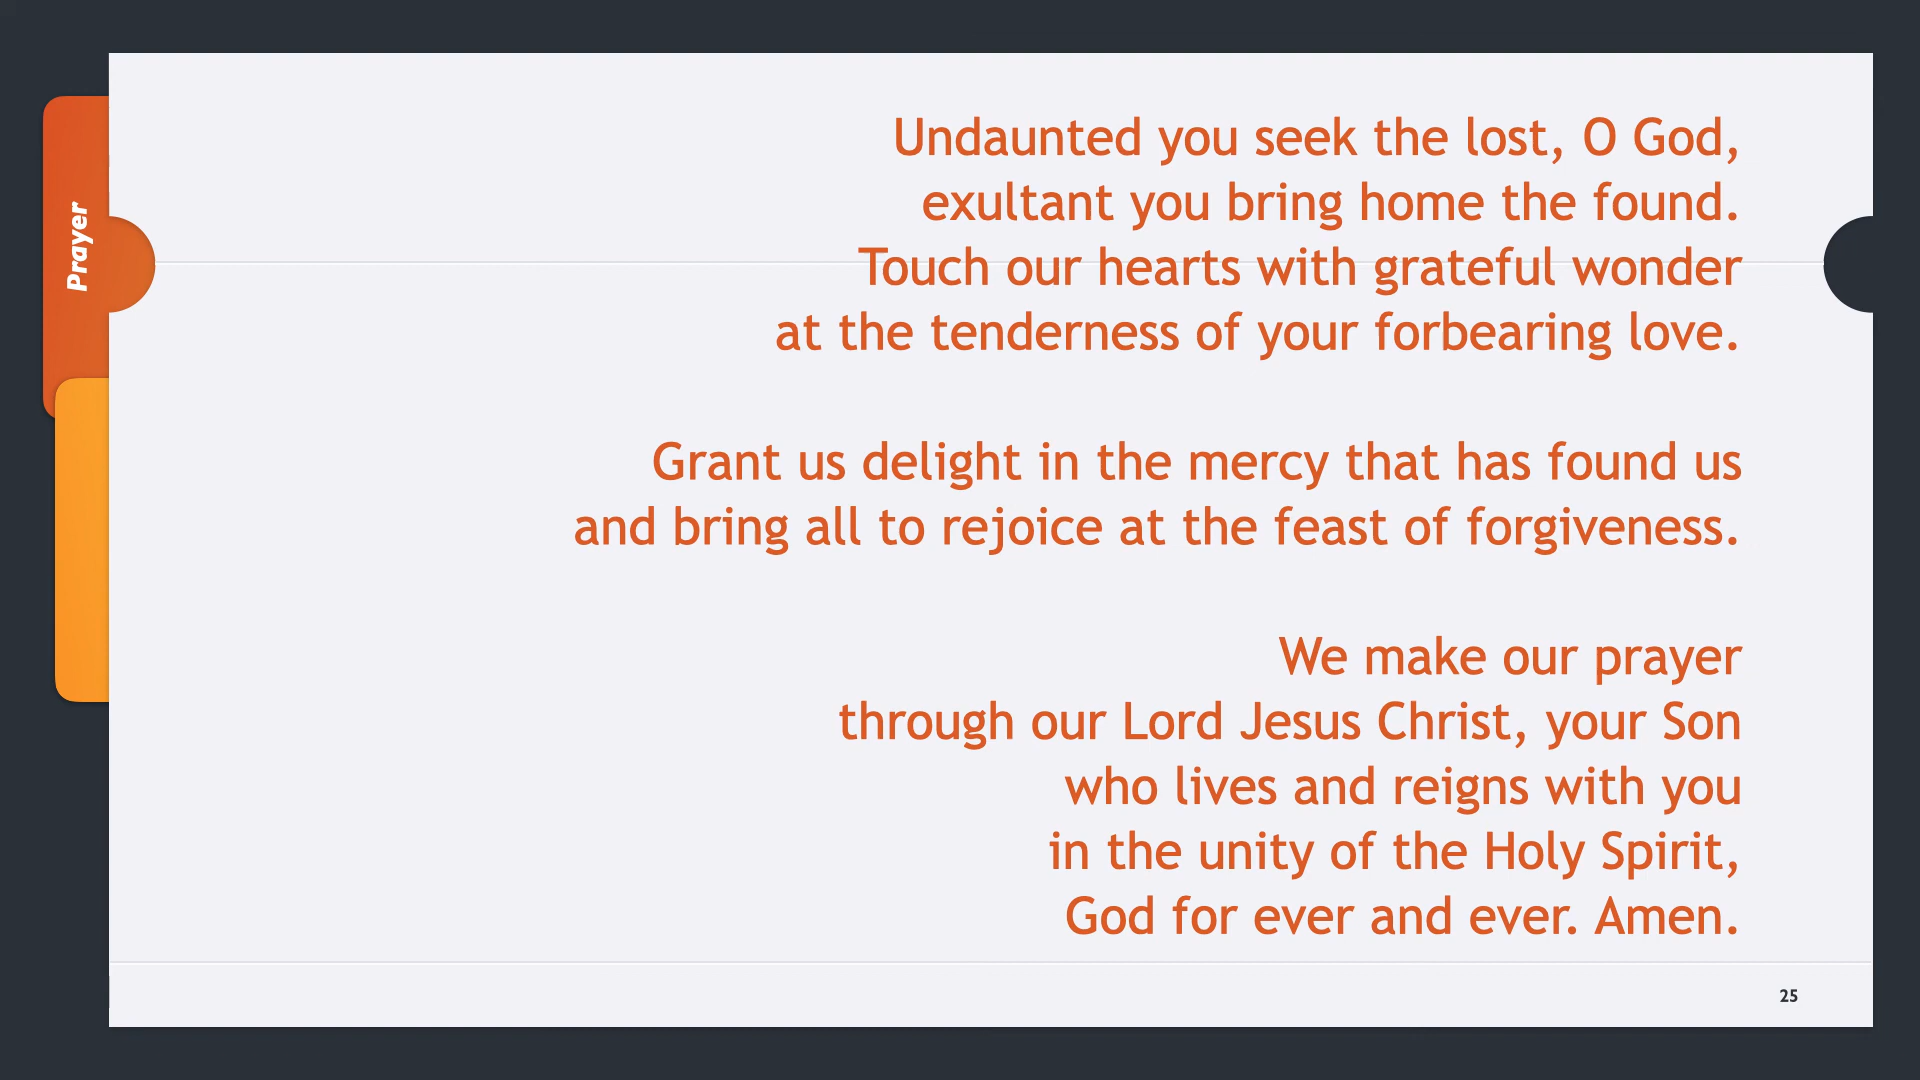 Prayer
Undaunted you seek the lost, O God,
exultant you bring home the found.
Touch our hearts with grateful wonder
at the tenderness of your forbearing love.
Grant us delight in the mercy that has found us
and bring all to rejoice at the feast of forgiveness.
We make our prayer
through our Lord Jesus Christ, your Son
who lives and reigns with you
in the unity of the Holy Spirit,
God for ever and ever. Amen.
25